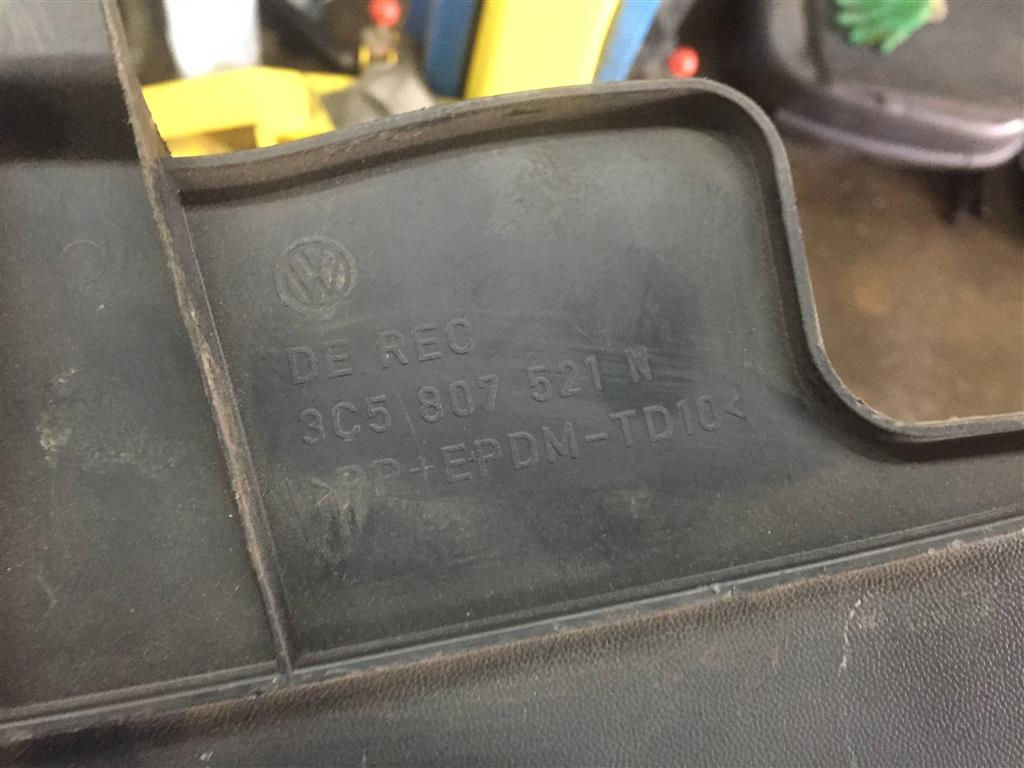 DE REC
3C5 807 521 N
>PP+EPDM-TD10<